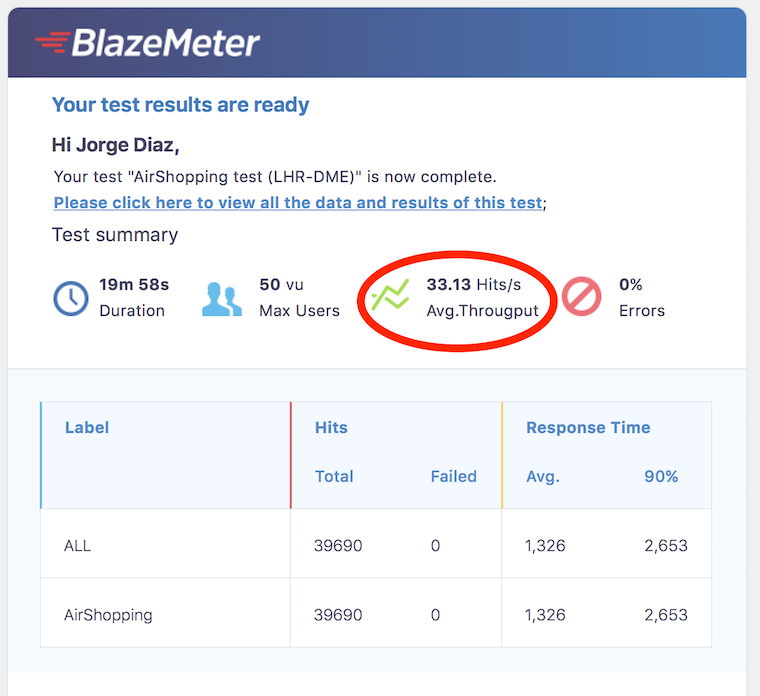 BlazeMeter
Your test results are ready
Hi Jorge Diaz,
Your test "AirShopping test (LHR-DME)" is now complete.
Please click here to view all the data and results of this test;
Test summary
19m 58s
Duration
50 vu
Max Users
33.13 Hits/s
Avg.Througput
0%
Errors
Label Hits Response Time
Total Failed Avg. 90%
ALL 39690 0 1,326 2,653
AirShopping 39690 0 1,326 2,653